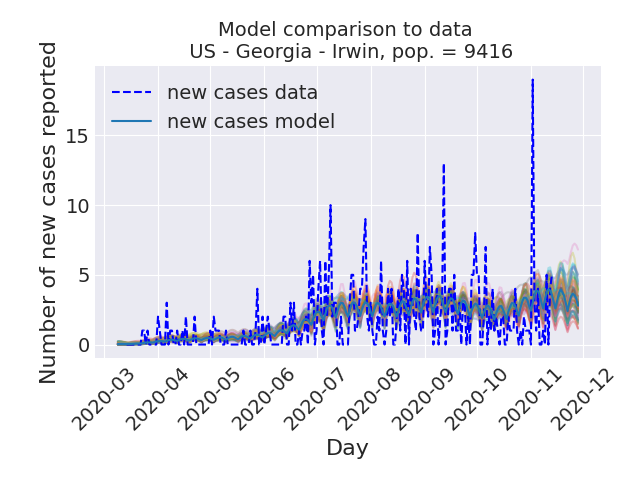 Model comparison to data
US - Georgia - Irwin, pop. = 9416
Number of new cases reported
new cases data
new cases model
15
10
5
0
2020-03
2020-04
2020-05
2020-06
2020-07
2020-08
2020-09
2020-10
2020-11
2020-12
Day